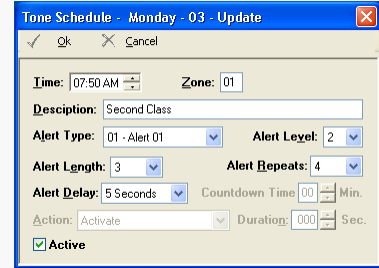 Tone Schedule - Monday - 03 - Update
Ok Cancel
Time: 07:50 AM Zone: 01
Desciption: Second Class
Alert Type: 01 - Alert 01 Alert Level: 2
Alert Length: 3 Alert Repeats: 4
Alert Delay: 5 Seconds Countdown Time 00 Min.
Action: Activate Duration: 000 Sec.
Active